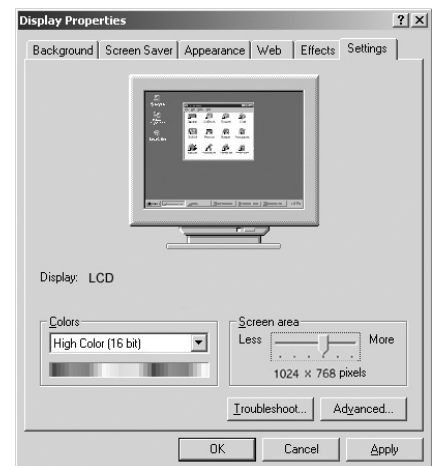 Display Properties
Background Screen Saver Appearance Web Effects Settings
Display: LCD
Colors
High Color (16 bit)
Screen area
Less More
1024 × 768 pixels
Troubleshoot... Advanced...
OK Cancel Apply